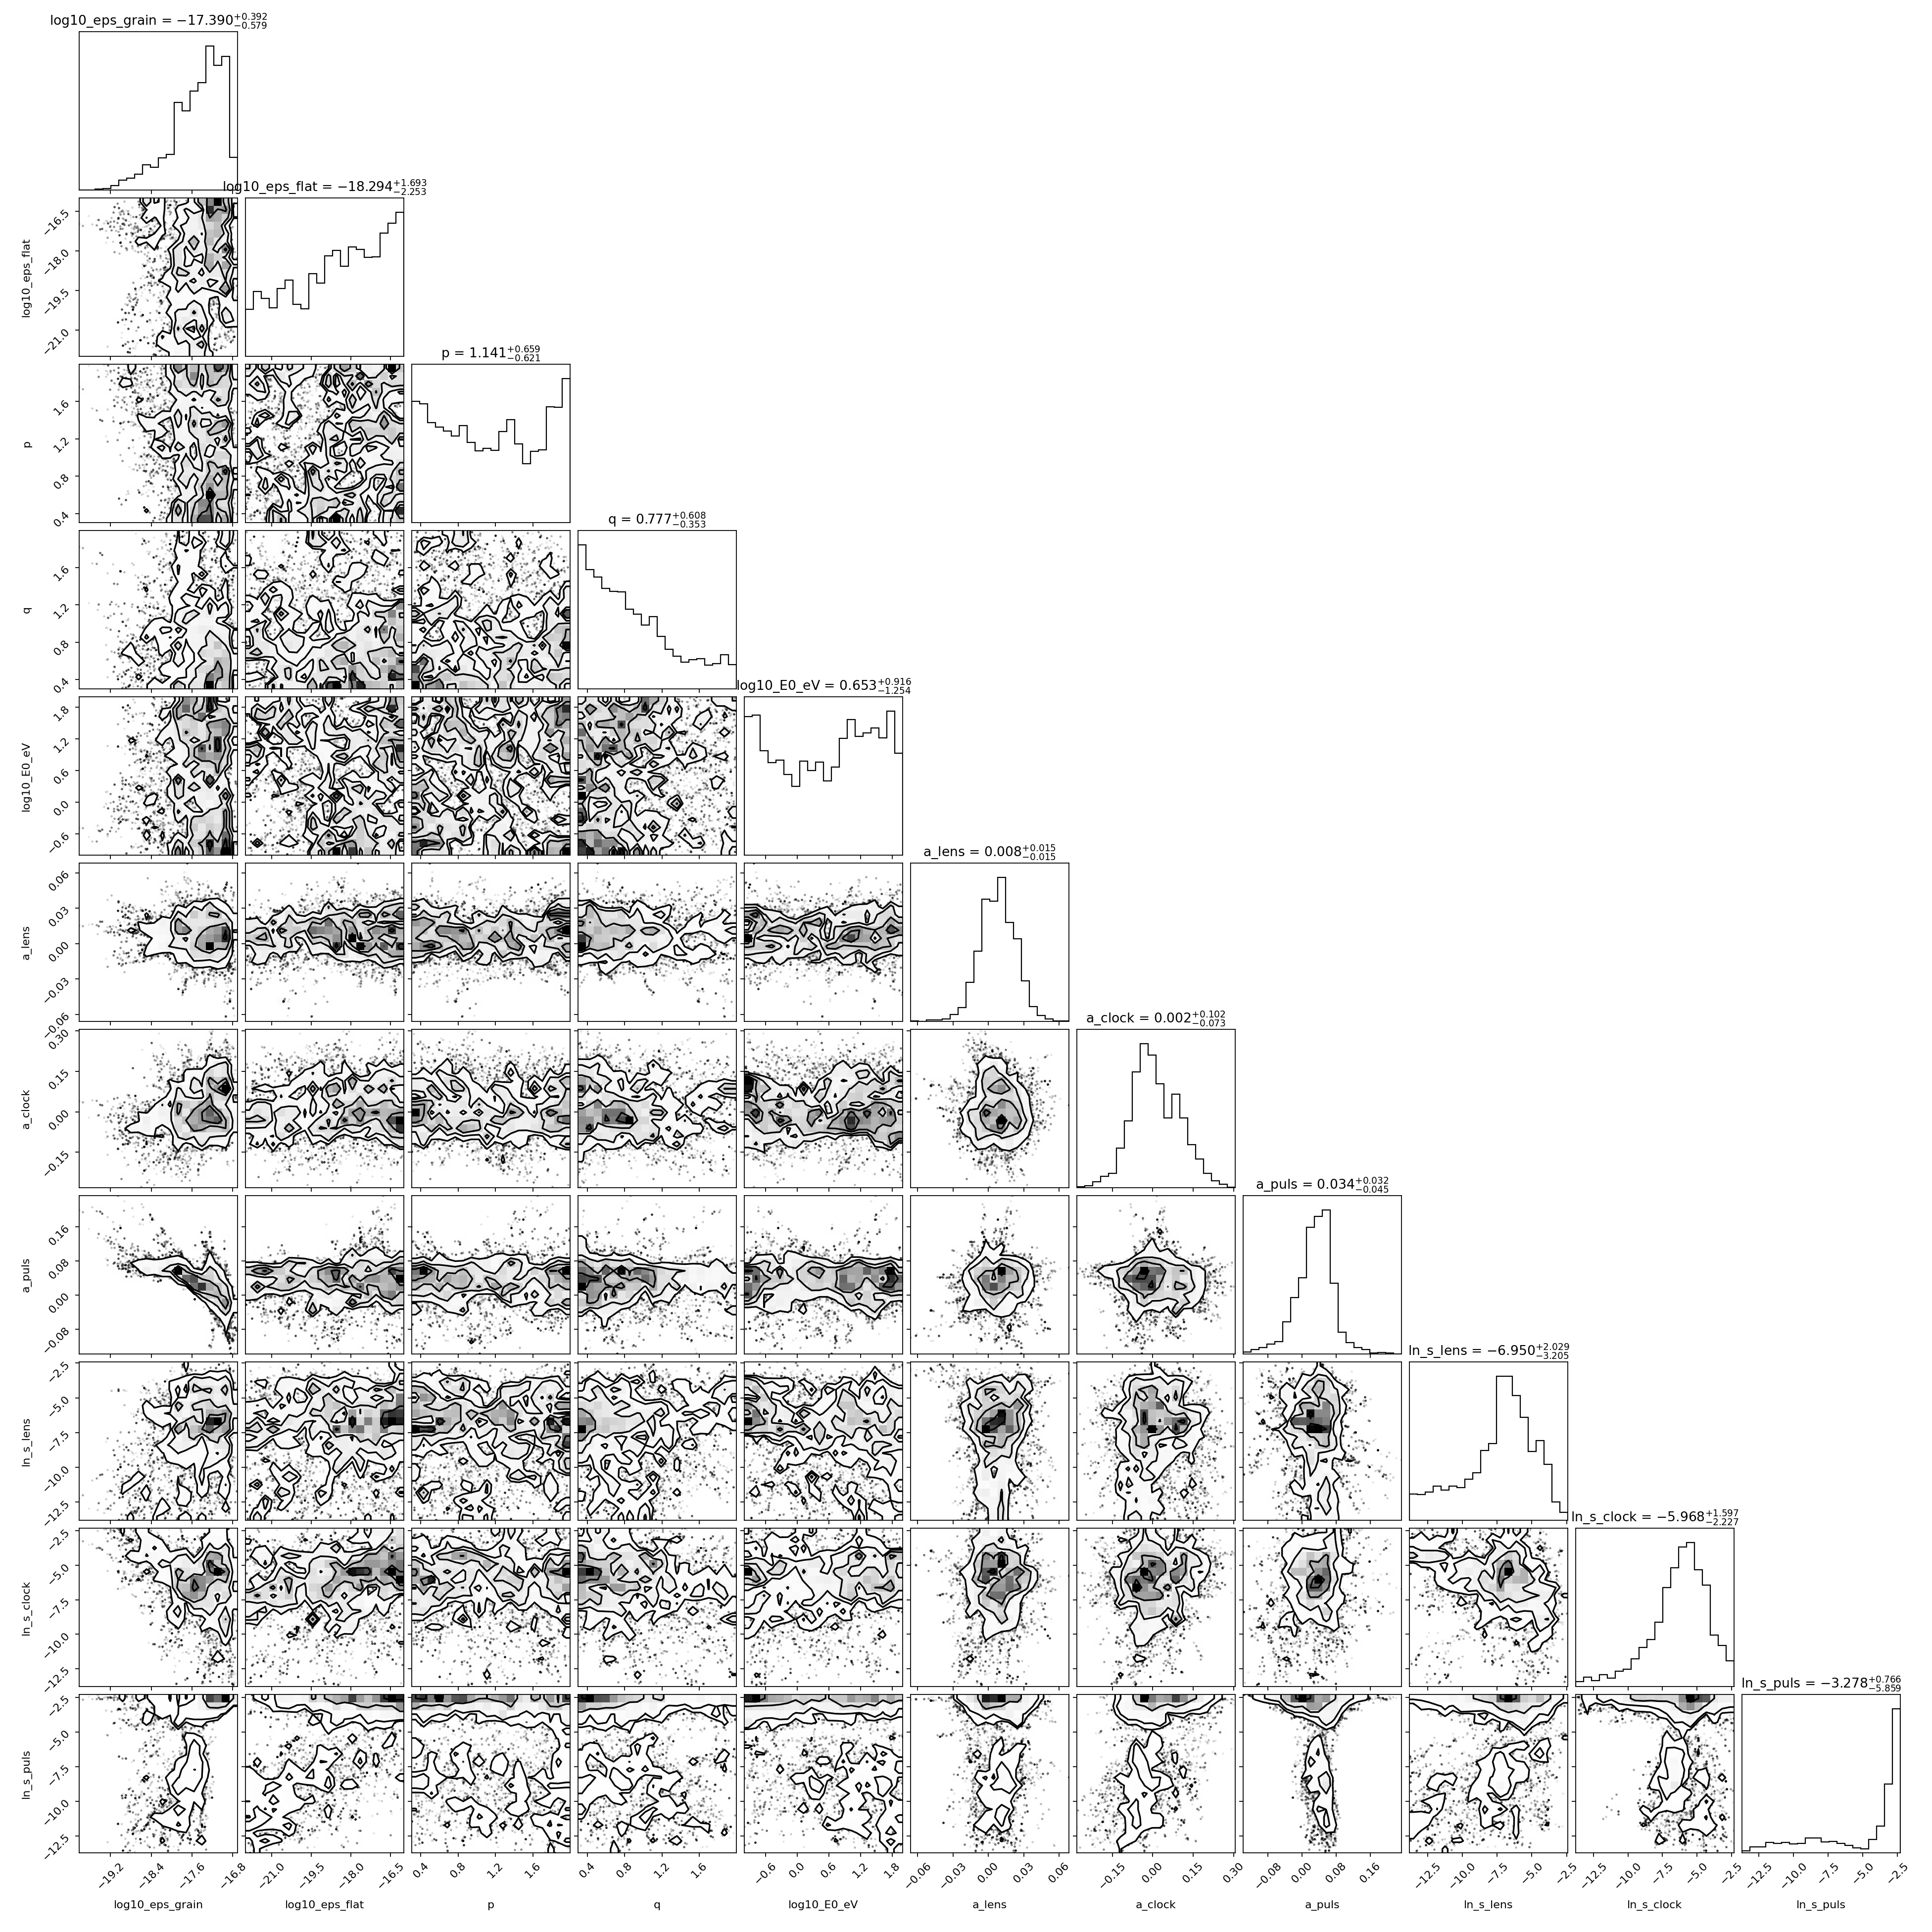 log10_eps_grain = −17.390+0.392−0.579
log10_eps_flat = −18.294+1.693−2.253
−16.5
−18.0
−19.5
−21.0
log10_eps_flat
p = 1.141+0.659−0.621
1.6
1.2
0.8
0.4
p
q = 0.777+0.608−0.353
1.6
1.2
0.8
0.4
q
log10_E0_eV = 0.653+0.916−1.254
1.8
1.2
0.6
0.0
−0.6
log10_E0_eV
a_lens = 0.008+0.015−0.015
0.06
0.03
0.00
−0.03
−0.06
a_lens
a_clock = 0.002+0.102−0.073
0.30
0.15
0.00
−0.15
a_clock
a_puls = 0.034+0.032−0.045
0.16
0.08
0.00
−0.08
a_puls
ln_s_lens = −6.950+2.029−3.205
−2.5
−5.0
−7.5
−10.0
−12.5
ln_s_lens
ln_s_clock = −5.968+1.597−2.227
−2.5
−5.0
−7.5
−10.0
−12.5
ln_s_clock
ln_s_puls = −3.278+0.766−5.859
−2.5
−5.0
−7.5
−10.0
−12.5
ln_s_puls
−19.2 −18.4 −17.6 −16.8 −21.0 −19.5 −18.0 −16.5 0.4 0.8 1.2 1.6 0.4 0.8 1.2 1.6 −0.6 0.0 0.6 1.2 1.8 −0.06 −0.03 0.00 0.03 0.06 −0.15 0.00 0.15 0.30 −0.08 0.00 0.08 0.16 −12.5 −10.0 −7.5 −5.0 −2.5 −12.5 −10.0 −7.5 −5.0 −2.5 −12.5 −10.0 −7.5 −5.0 −2.5
log10_eps_grain log10_eps_flat p q log10_E0_eV a_lens a_clock a_puls ln_s_lens ln_s_clock ln_s_puls